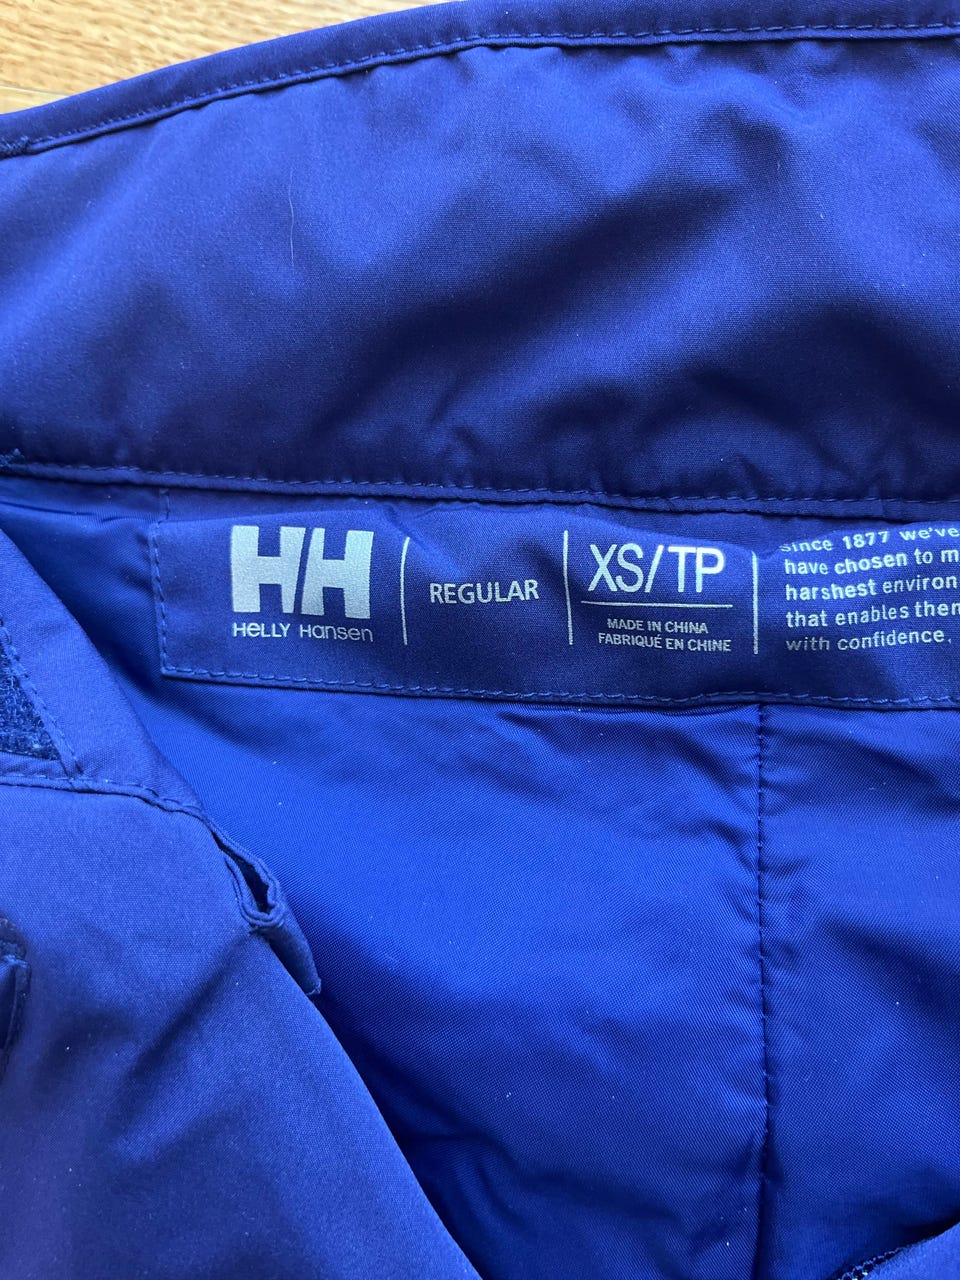 HH
HELLY HANSEN
REGULAR
XS/TP
MADE IN CHINA
FABRIQUÉ EN CHINE
since 1877 we've
have chosen to m
harshest environ
that enables then
with confidence.